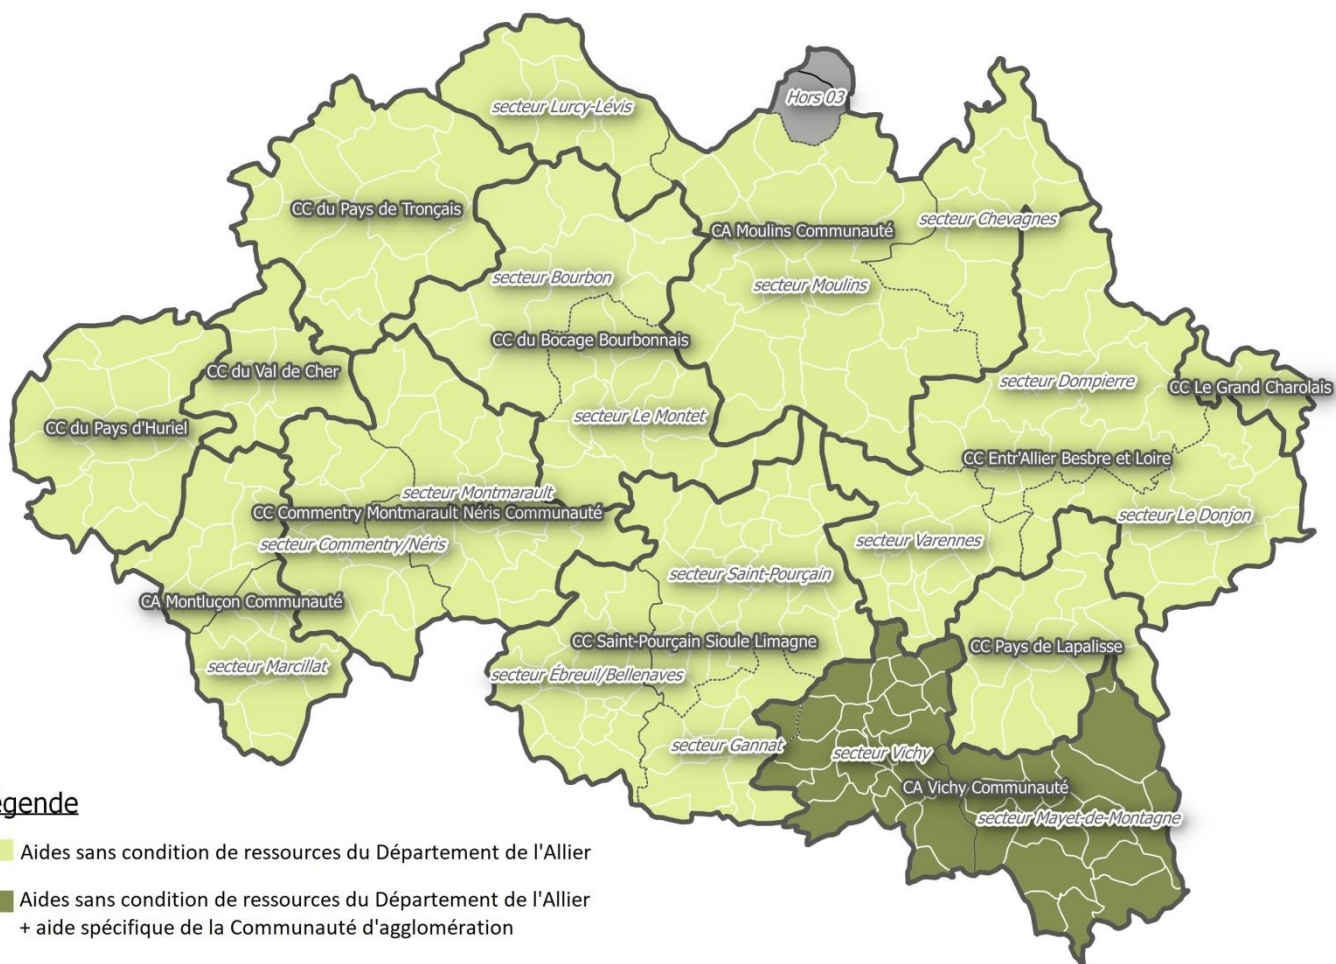 secteur Lurcy-Lévis
Hors 03
CC du Pays de Tronçais
secteur Chevagnes
CA Moulins Communauté
secteur Bourbon
secteur Moulins
CC du Bocage Bourbonnais
CC du Val de Cher
secteur Dompierre
CC Le Grand Charolais
secteur Le Montet
CC du Pays d'Huriel
CC Entr'Allier Besbre et Loire
secteur Montmarault
CC Commentry Montmarault Néris Communauté
secteur Le Donjon
secteur Commentry/Néris
secteur Varennes
secteur Saint-Pourçain
CA Montluçon Communauté
CC Saint-Pourçain Sioule Limagne
CC Pays de Lapalisse
secteur Marcillat
secteur Ébreuil/Bellenaves
secteur Gannat
secteur Vichy
CA Vichy Communauté
secteur Mayet-de-Montagne
égende
Aides sans condition de ressources du Département de l'Allier
Aides sans condition de ressources du Département de l'Allier
+ aide spécifique de la Communauté d'agglomération